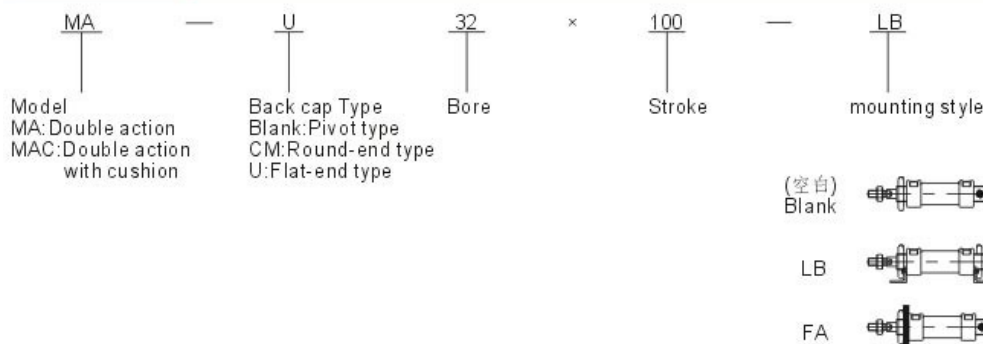 MA — U 32 × 100 — LB
Model
MA:Double action
MAC:Double action
with cushion
Back cap Type
Blank:Pivot type
CM:Round-end type
U:Flat-end type
Bore
Stroke
mounting style
(空白)
Blank
LB
FA